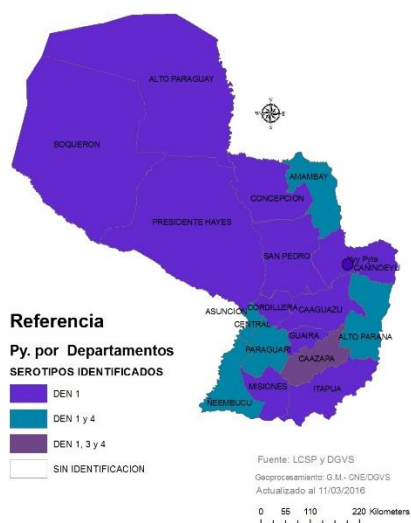 ALTO PARAGUAY
BOQUERON
AMAMBAY
CONCEPCION
PRESIDENTE HAYES
SAN PEDRO
Yvy Pyta
CANINDEYU
ASUNCION
CORDILLERA
CAAGUAZU
CENTRAL
GUAIRA
ALTO PARANA
PARAGUARI
CAAZAPA
MISIONES
ITAPUA
ÑEEMBUCU
Referencia
Py. por Departamentos
SEROTIPOS IDENTIFICADOS
DEN 1
DEN 1 y 4
DEN 1, 3 y 4
SIN IDENTIFICACION
Fuente: LCSP y DGVS
Geoprocesamiento: G.M.- CNE/DGVS
Actualizado al 11/03/2016
0 55 110 220 Kilometers